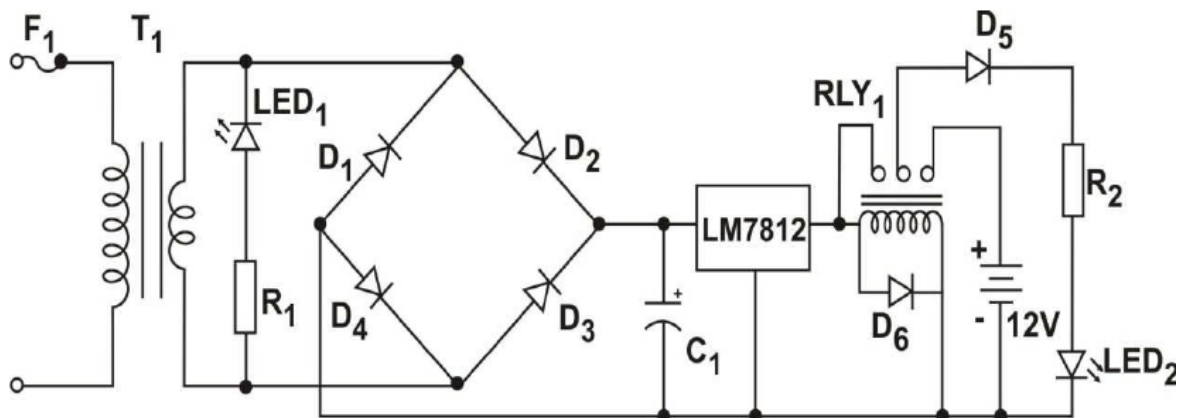 F1
T1
LED1
R1
D1
D2
D4
D3
C1
+
LM7812
RLY1
D5
D6
R2
+
-
12V
LED2